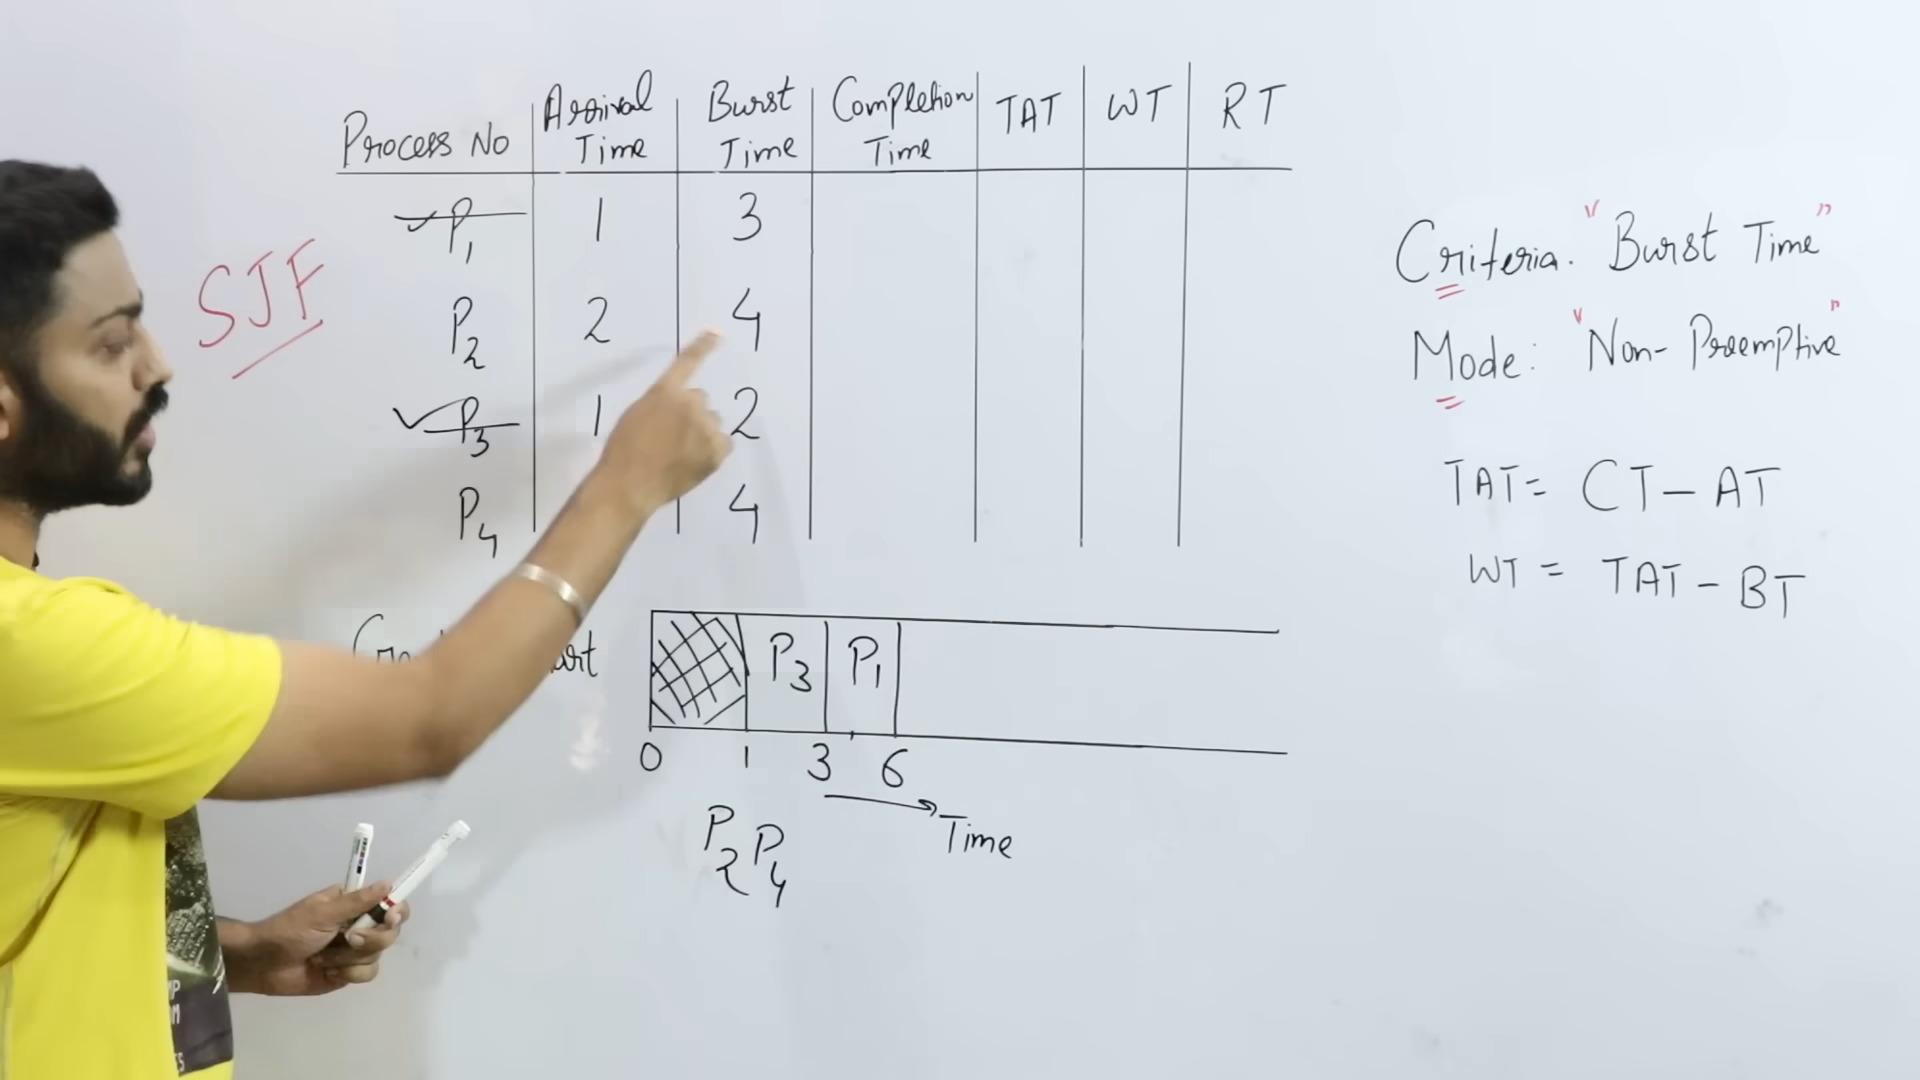 Process No Arrival Time Burst Time Completion Time TAT WT RT
P1 1 3
P2 2 4
P3 1 2
P4 4
SJF
Criteria. "Burst Time"
Mode: "Non-Preemptive"
TAT = CT - AT
WT = TAT - BT
P3 P1
0 1 3 6
Time
P2 P4